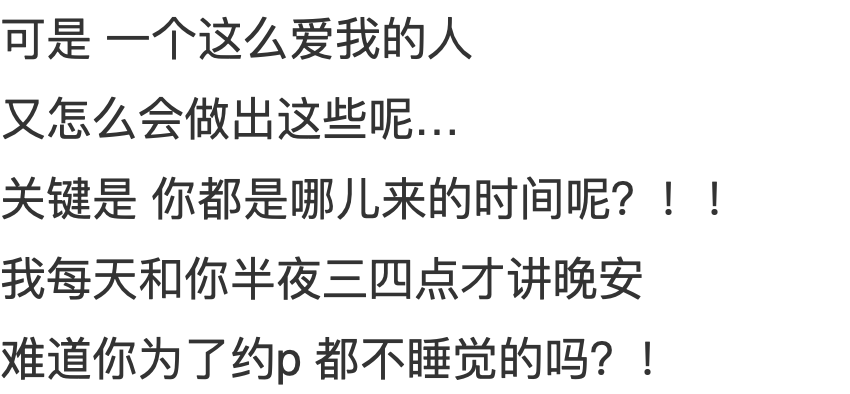 可是 一个这么爱我的人
又怎么会做出这些呢...
关键是 你都是哪儿来的时间呢？！！
我每天和你半夜三四点才讲晚安
难道你为了约p 都不睡觉的吗？！